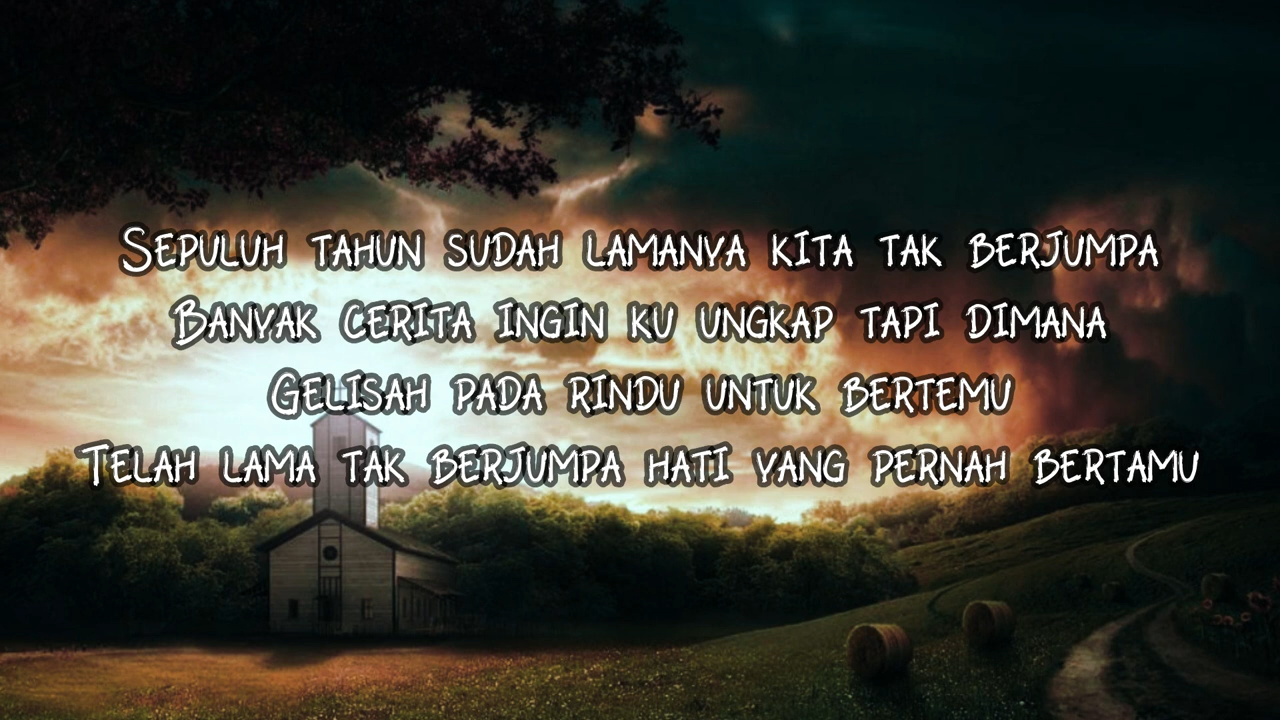 Sepuluh tahun sudah lamanya kita tak berjumpa
Banyak cerita ingin ku ungkap tapi dimana
Gelisah pada rindu untuk bertemu
Telah lama tak berjumpa hati yang pernah bertamu